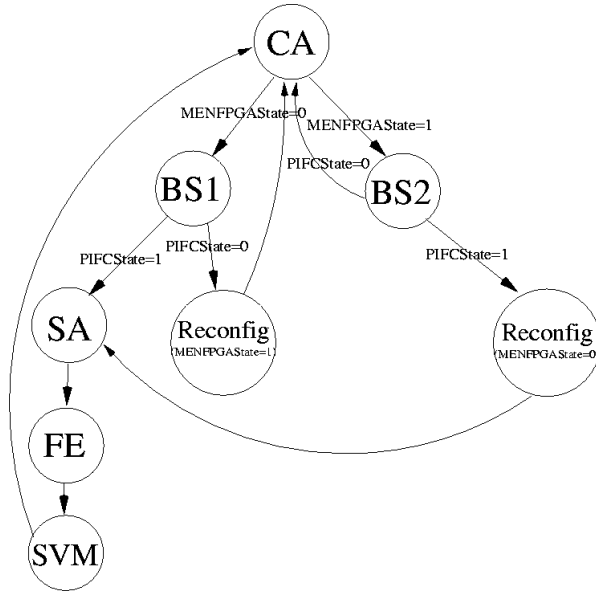 CA
MENFPGAState=0
MENFPGAState=1
PIFCState=0
BS1
BS2
PIFCState=0
PIFCState=1
PIFCState=1
SA
Reconfig
(MENFPGAState=1)
Reconfig
(MENFPGAState=0
FE
SVM